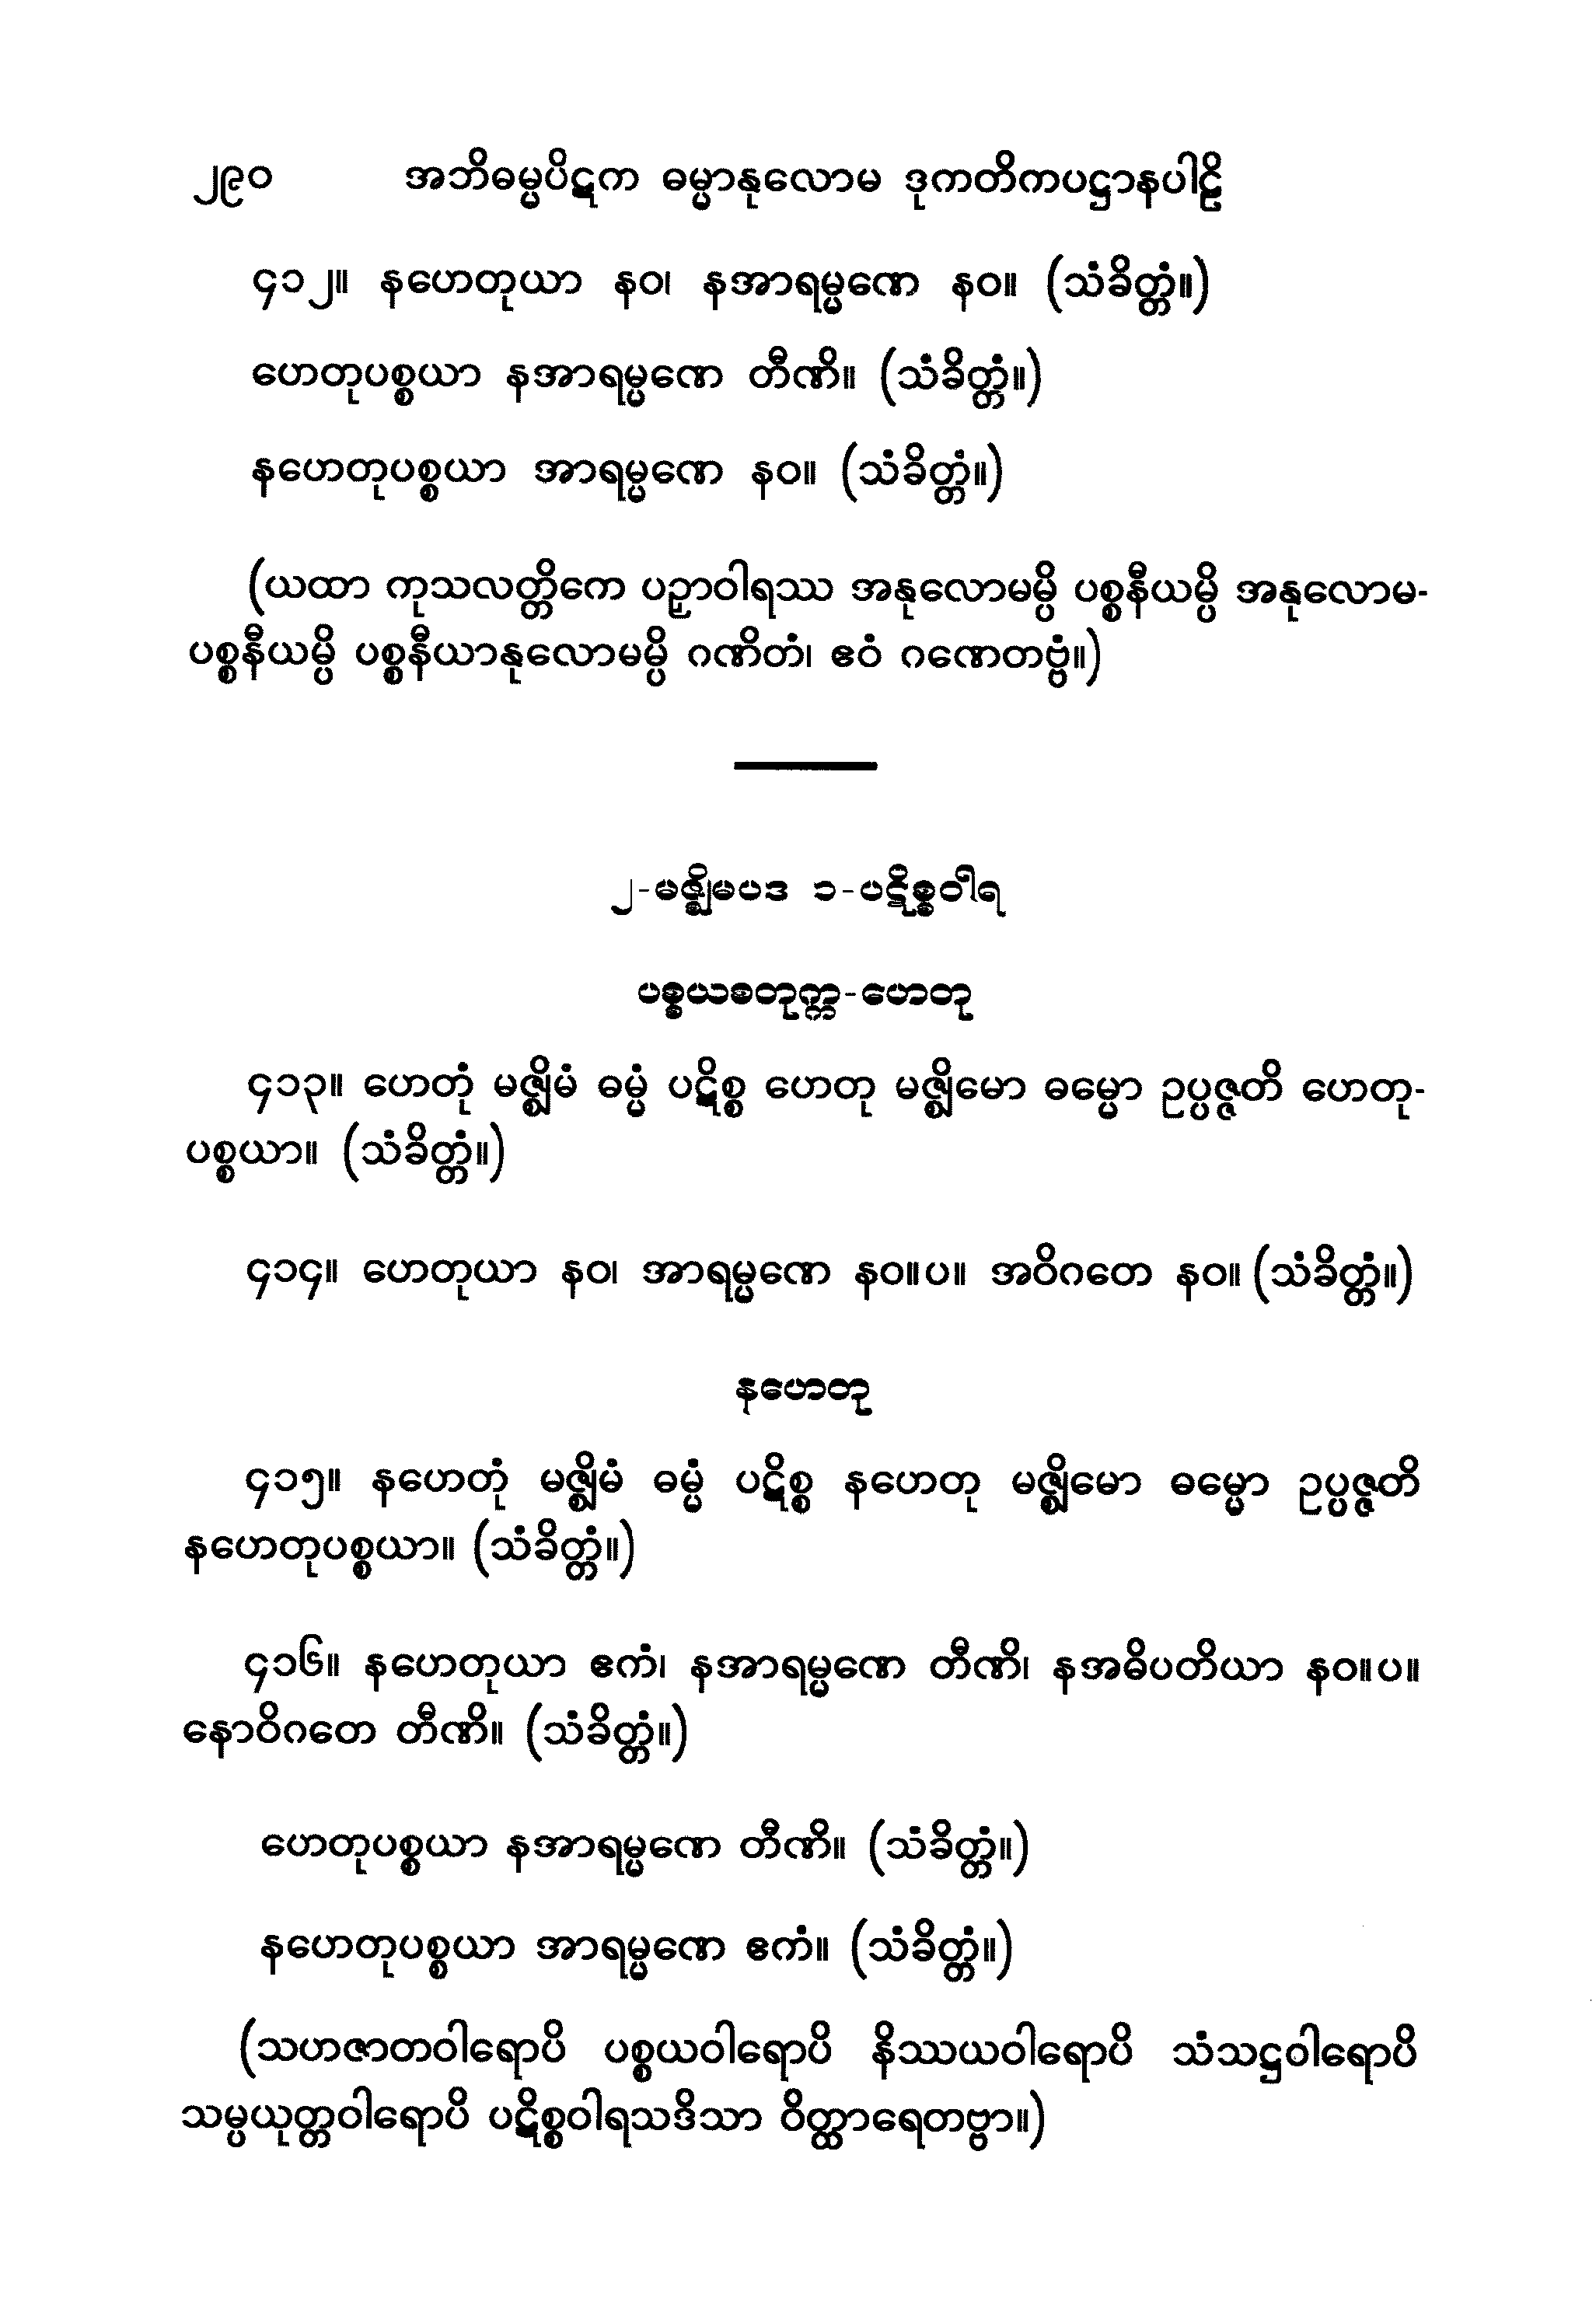 ၂၉၀ အဘိဓမ္မပိဋက ဓမ္မာနုလောမ ဒုကတိကပဋ္ဌာနပါဠိ
၄၁၂။ နဟေတုယာ နဝ၊ နအာရမ္မဏေ နဝ။ (သံခိတ္တံ။)
ဟေတုပစ္စယာ နအာရမ္မဏေ တီဏိ။ (သံခိတ္တံ။)
နဟေတုပစ္စယာ အာရမ္မဏေ နဝ။ (သံခိတ္တံ။)
(ယထာ ကုသလတ္တိကေ ပဉှာဝါရဿ အနုလောမမ္ပိ ပစ္စနီယမ္ပိ အနုလောမ-
ပစ္စနီယမ္ပိ ပစ္စနီယာနုလောမမ္ပိ ဂဏိတံ၊ ဧဝံ ဂဏေတဗ္ဗံ။)
၂-မဇ္ဈိမပဒ ၁-ပဋိစ္စဝါရ
ပစ္စယစတုက္က-ဟေတု
၄၁၃။ ဟေတုံ မဇ္ဈိမံ ဓမ္မံ ပဋိစ္စ ဟေတု မဇ္ဈိမော ဓမ္မော ဥပ္ပဇ္ဇတိ ဟေတု-
ပစ္စယာ။ (သံခိတ္တံ။)
၄၁၄။ ဟေတုယာ နဝ၊ အာရမ္မဏေ နဝ။ပ။ အဝိဂတေ နဝ။ (သံခိတ္တံ။)
နဟေတု
၄၁၅။ နဟေတုံ မဇ္ဈိမံ ဓမ္မံ ပဋိစ္စ နဟေတု မဇ္ဈိမော ဓမ္မော ဥပ္ပဇ္ဇတိ
နဟေတုပစ္စယာ။ (သံခိတ္တံ။)
၄၁၆။ နဟေတုယာ ဧကံ၊ နအာရမ္မဏေ တီဏိ၊ နအဓိပတိယာ နဝ။ပ။
နောဝိဂတေ တီဏိ။ (သံခိတ္တံ။)
ဟေတုပစ္စယာ နအာရမ္မဏေ တီဏိ။ (သံခိတ္တံ။)
နဟေတုပစ္စယာ အာရမ္မဏေ ဧကံ။ (သံခိတ္တံ။)
(သဟဇာတဝါရောပိ ပစ္စယဝါရောပိ နိဿယဝါရောပိ သံသဋ္ဌဝါရောပိ
သမ္ပယုတ္တဝါရောပိ ပဋိစ္စဝါရသဒိသာ ဝိတ္ထာရေတဗ္ဗာ။)